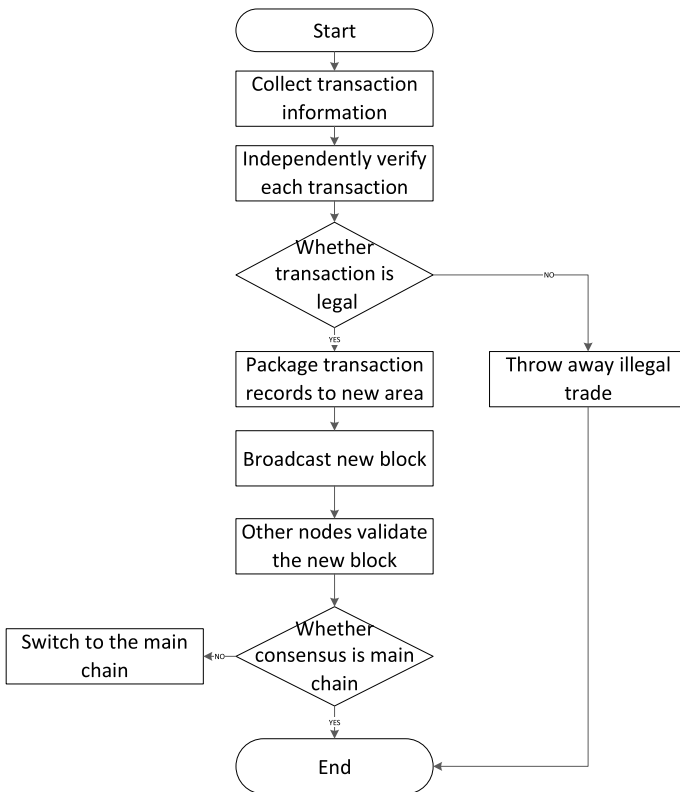 Start
Collect transaction
information
Independently verify
each transaction
Whether
transaction is
legal
NO
YES
Package transaction
records to new area
Throw away illegal
trade
Broadcast new block
Other nodes validate
the new block
Whether
consensus is main
chain
NO
Switch to the main
chain
YES
End